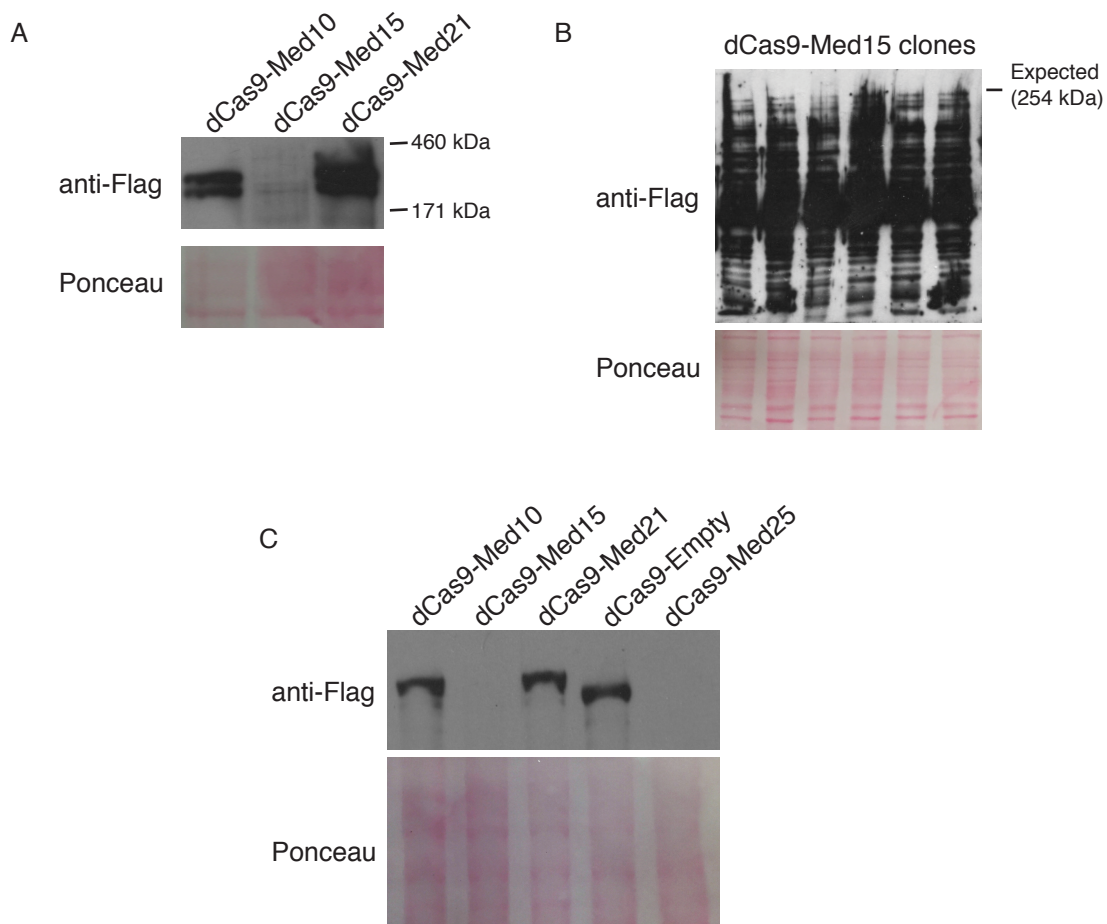 A
dCas9-Med10
dCas9-Med15
dCas9-Med21
anti-Flag
460 kDa
171 kDa
Ponceau
B
dCas9-Med15 clones
Expected
(254 kDa)
anti-Flag
Ponceau
C
dCas9-Med10
dCas9-Med15
dCas9-Med21
dCas9-Empty
dCas9-Med25
anti-Flag
Ponceau